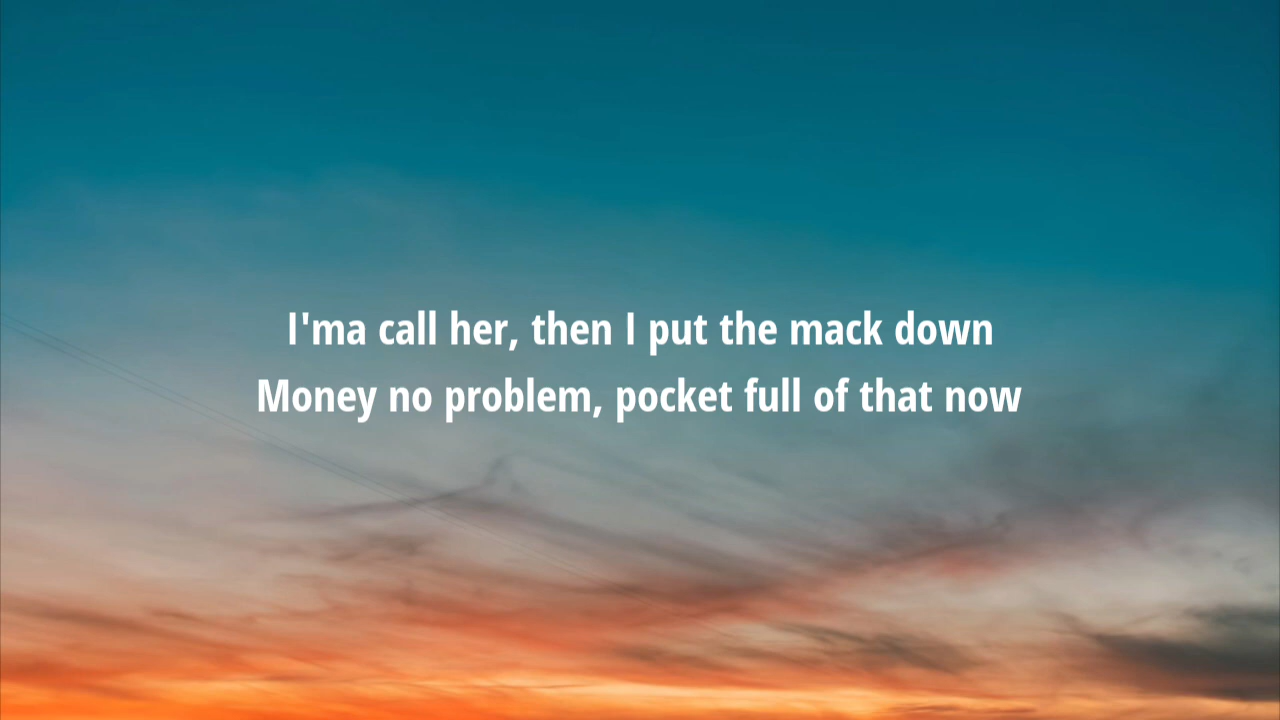 I'ma call her, then I put the mack down
Money no problem, pocket full of that now